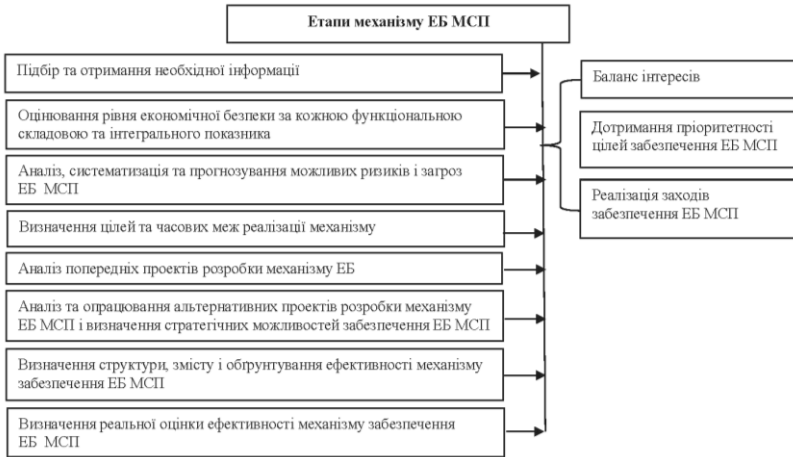 Етапи механізму ЕБ МСП
Підбір та отримання необхідної інформації
Оцінювання рівня економічної безпеки за кожною функціональною
складовою та інтегрального показника
Аналіз, систематизація та прогнозування можливих ризиків і загроз
ЕБ МСП
Визначення цілей та часових меж реалізації механізму
Аналіз попередніх проектів розробки механізму ЕБ
Аналіз та опрацювання альтернативних проектів розробки механізму
ЕБ МСП і визначення стратегічних можливостей забезпечення ЕБ МСП
Визначення структури, змісту і обґрунтування ефективності механізму
забезпечення ЕБ МСП
Визначення реальної оцінки ефективності механізму забезпечення
ЕБ МСП
Баланс інтересів
Дотримання пріоритетності
цілей забезпечення ЕБ МСП
Реалізація заходів
забезпечення ЕБ МСП